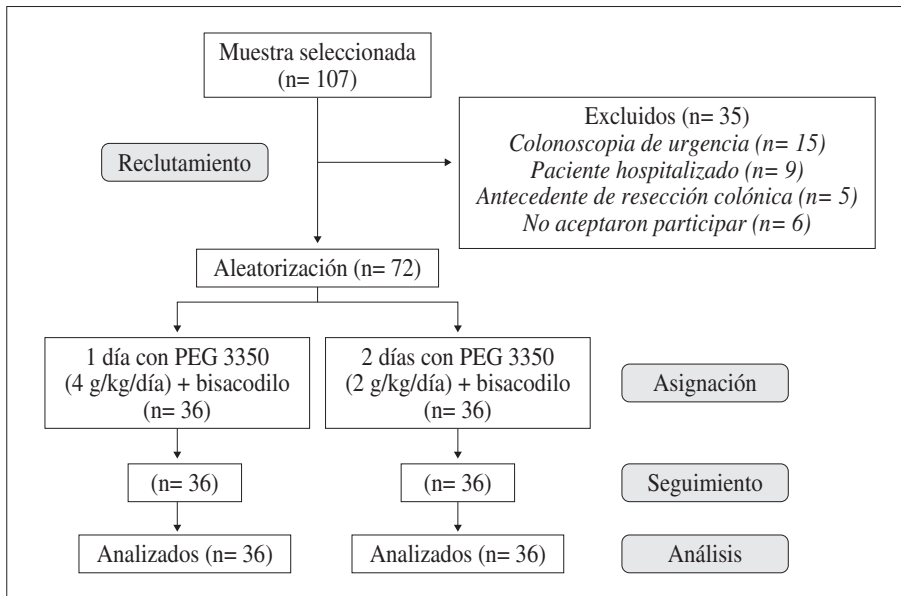 Muestra seleccionada
(n= 107)
Excluidos (n= 35)
Colonoscopia de urgencia (n= 15)
Paciente hospitalizado (n= 9)
Antecedente de resección colónica (n= 5)
No aceptaron participar (n= 6)
Reclutamiento
Aleatorización (n= 72)
1 día con PEG 3350
(4 g/kg/día) + bisacodilo
(n= 36)
2 días con PEG 3350
(2 g/kg/día) + bisacodilo
(n= 36)
Asignación
(n= 36)
(n= 36)
Seguimiento
Analizados (n= 36)
Analizados (n= 36)
Análisis